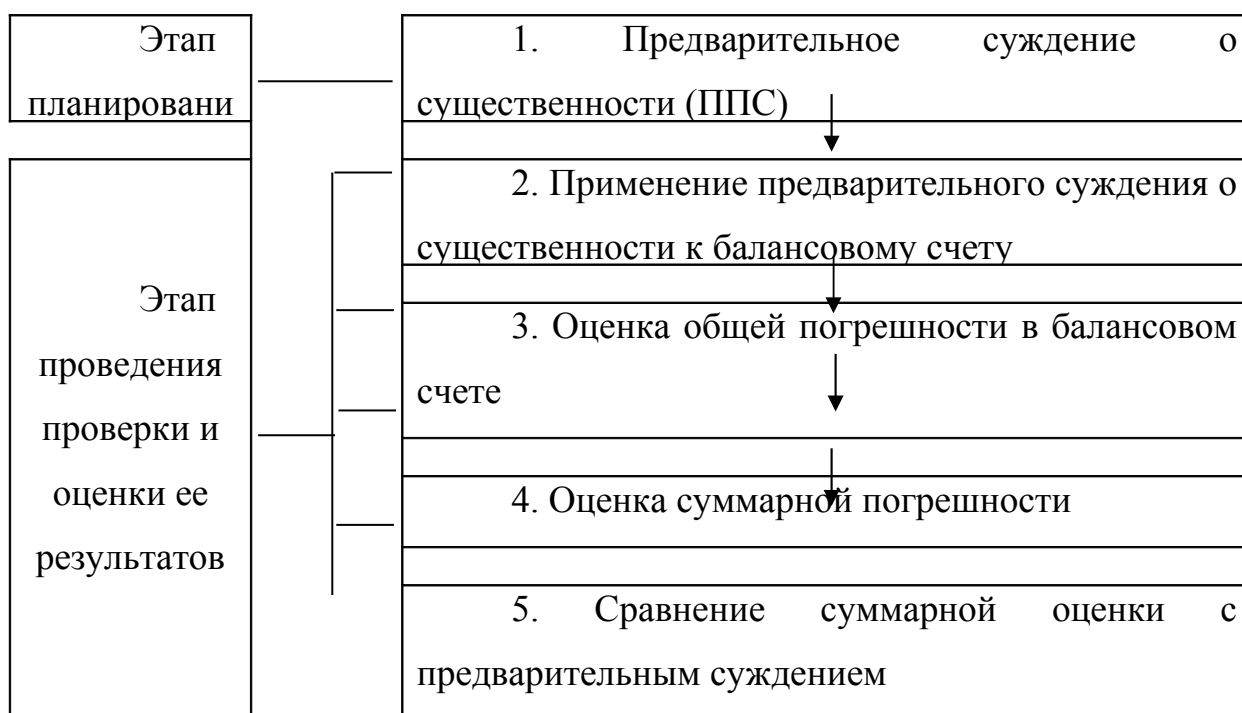 Этап
планировани
1. Предварительное суждение о
существенности (ППС)
Этап
проведения
проверки и
оценки ее
результатов
2. Применение предварительного суждения о
существенности к балансовому счету
3. Оценка общей погрешности в балансовом
счете
4. Оценка суммарной погрешности
5. Сравнение суммарной оценки с
предварительным суждением